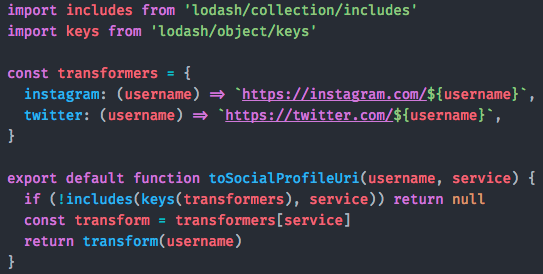 import includes from 'lodash/collection/includes'
import keys from 'lodash/object/keys'

const transformers = {
  instagram: (username) => `https://instagram.com/${username}`,
  twitter: (username) => `https://twitter.com/${username}`,
}

export default function toSocialProfileUri(username, service) {
  if (!includes(keys(transformers), service)) return null
  const transform = transformers[service]
  return transform(username)
}